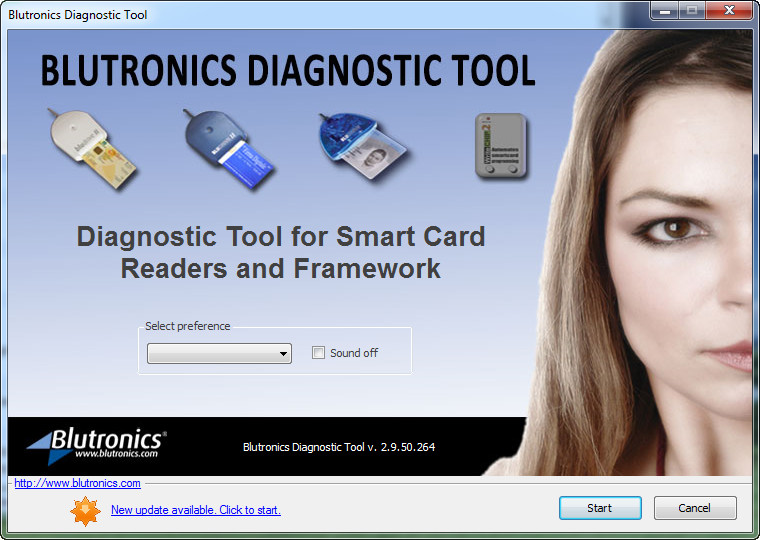 Blutronics Diagnostic Tool
BLUTRONICS DIAGNOSTIC TOOL
Diagnostic Tool for Smart Card
Readers and Framework
Select preference
Sound off
Blutronics®
www.blutronics.com
Blutronics Diagnostic Tool v. 2.9.50.264
http://www.blutronics.com
New update available. Click to start.
Start
Cancel